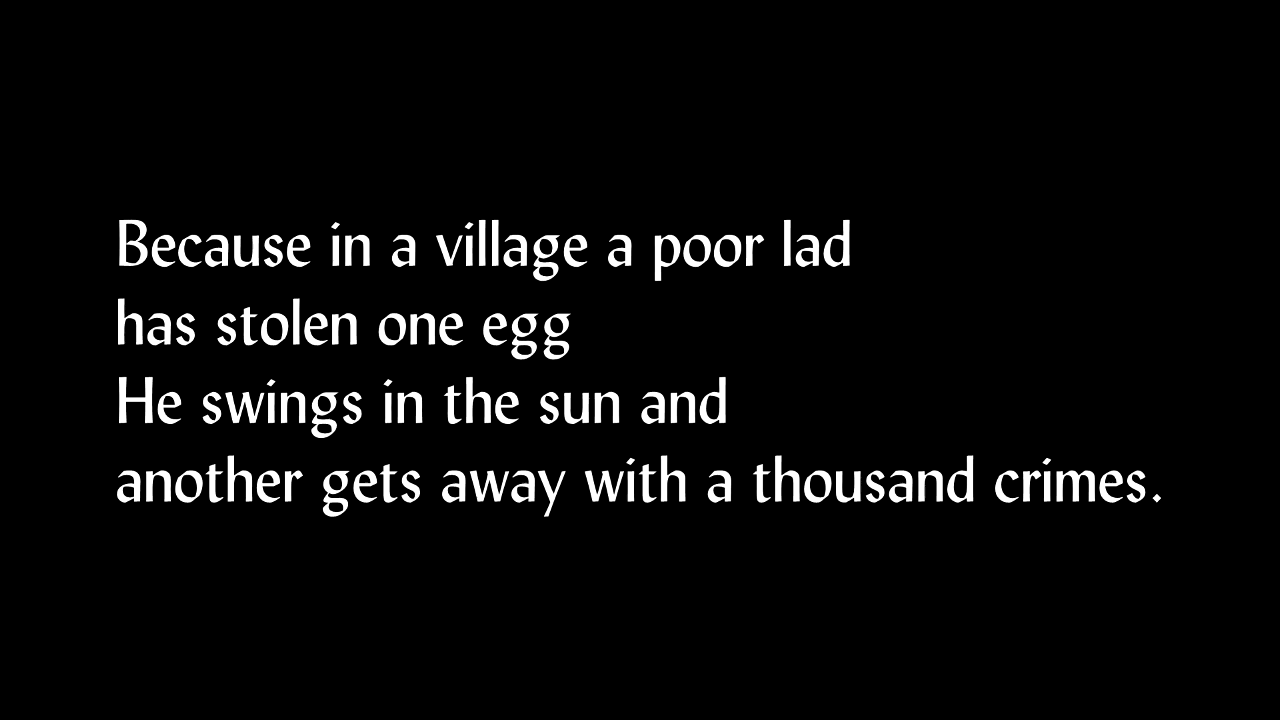 Because in a village a poor lad
has stolen one egg
He swings in the sun and
another gets away with a thousand crimes.